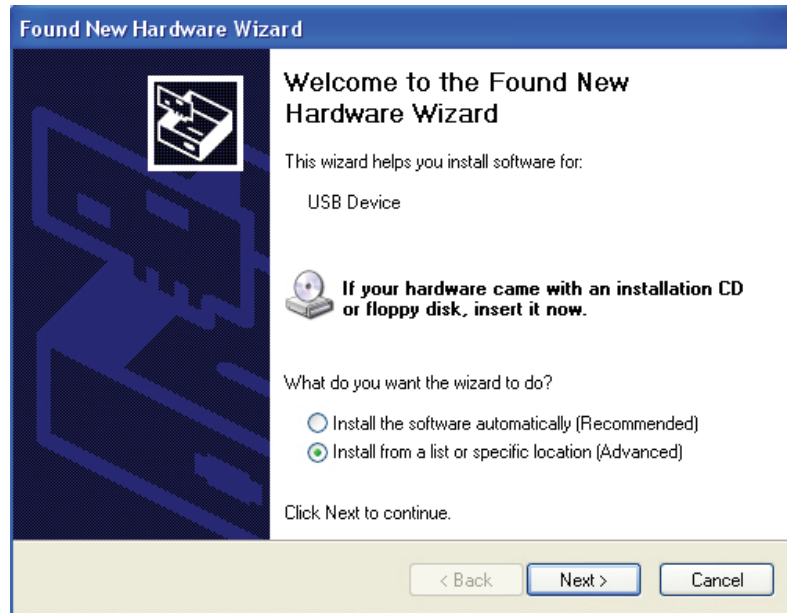 Found New Hardware Wizard
Welcome to the Found New
Hardware Wizard
This wizard helps you install software for:
USB Device
If your hardware came with an installation CD
or floppy disk, insert it now.
What do you want the wizard to do?
Install the software automatically (Recommended)
Install from a list or specific location (Advanced)
Click Next to continue.
< Back Next > Cancel